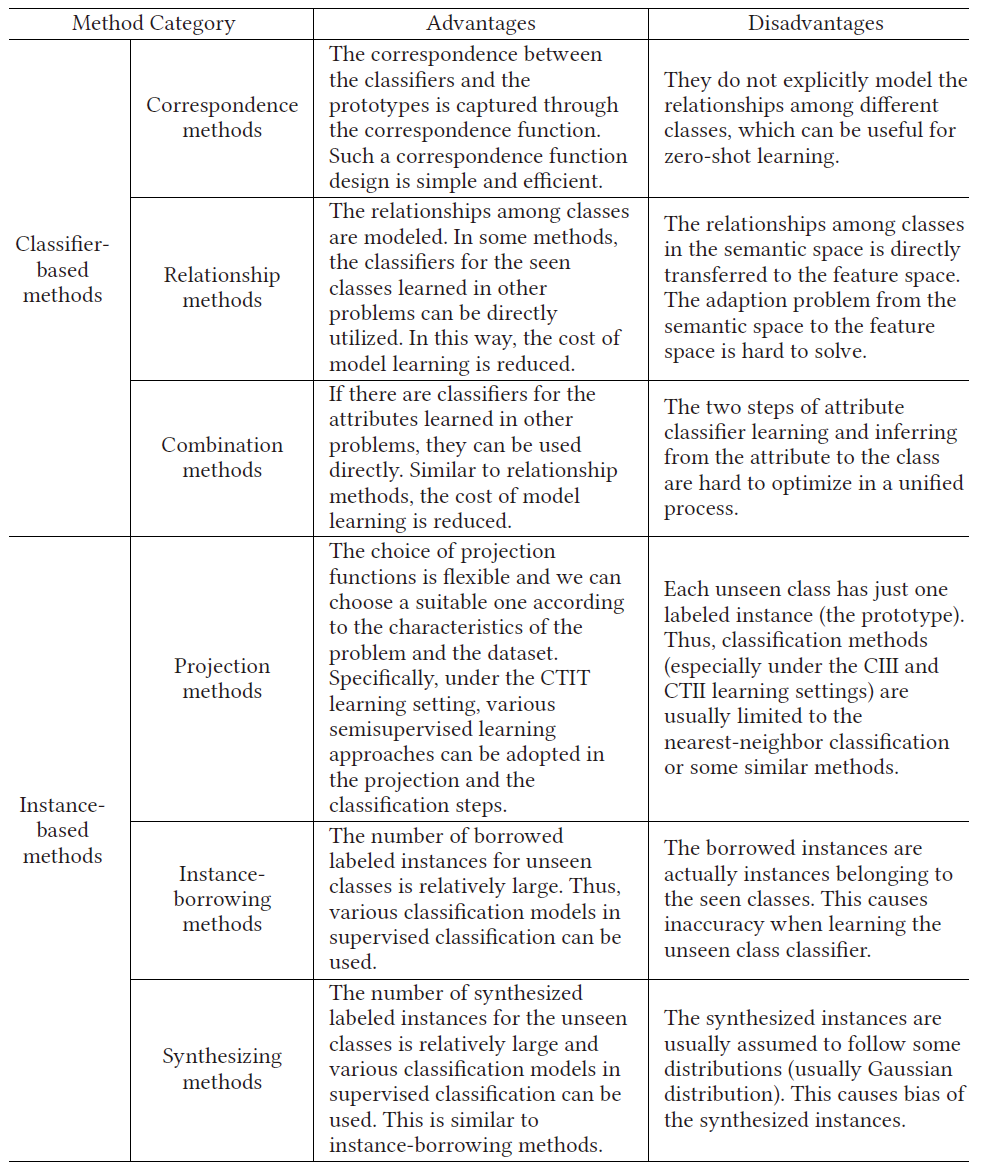 Method Category Advantages Disadvantages
Classifier-
based
methods
Correspondence
methods
The correspondence between
the classifiers and the
prototypes is captured through
the correspondence function.
Such a correspondence function
design is simple and efficient.
They do not explicitly model the
relationships among different
classes, which can be useful for
zero-shot learning.
Relationship
methods
The relationships among classes
are modeled. In some methods,
the classifiers for the seen
classes learned in other
problems can be directly
utilized. In this way, the cost of
model learning is reduced.
The relationships among classes
in the semantic space is directly
transferred to the feature space.
The adaption problem from the
semantic space to the feature
space is hard to solve.
Combination
methods
If there are classifiers for the
attributes learned in other
problems, they can be used
directly. Similar to relationship
methods, the cost of model
learning is reduced.
The two steps of attribute
classifier learning and inferring
from the attribute to the class
are hard to optimize in a unified
process.
Instance-
based
methods
Projection
methods
The choice of projection
functions is flexible and we can
choose a suitable one according
to the characteristics of the
problem and the dataset.
Specifically, under the CTIT
learning setting, various
semisupervised learning
approaches can be adopted in
the projection and the
classification steps.
Each unseen class has just one
labeled instance (the prototype).
Thus, classification methods
(especially under the CIII and
CTII learning settings) are
usually limited to the
nearest-neighbor classification
or some similar methods.
Instance-
borrowing
methods
The number of borrowed
labeled instances for unseen
classes is relatively large. Thus,
various classification models in
supervised classification can be
used.
The borrowed instances are
actually instances belonging to
the seen classes. This causes
inaccuracy when learning the
unseen class classifier.
Synthesizing
methods
The number of synthesized
labeled instances for the unseen
classes is relatively large and
various classification models in
supervised classification can be
used. This is similar to
instance-borrowing methods.
The synthesized instances are
usually assumed to follow some
distributions (usually Gaussian
distribution). This causes bias of
the synthesized instances.